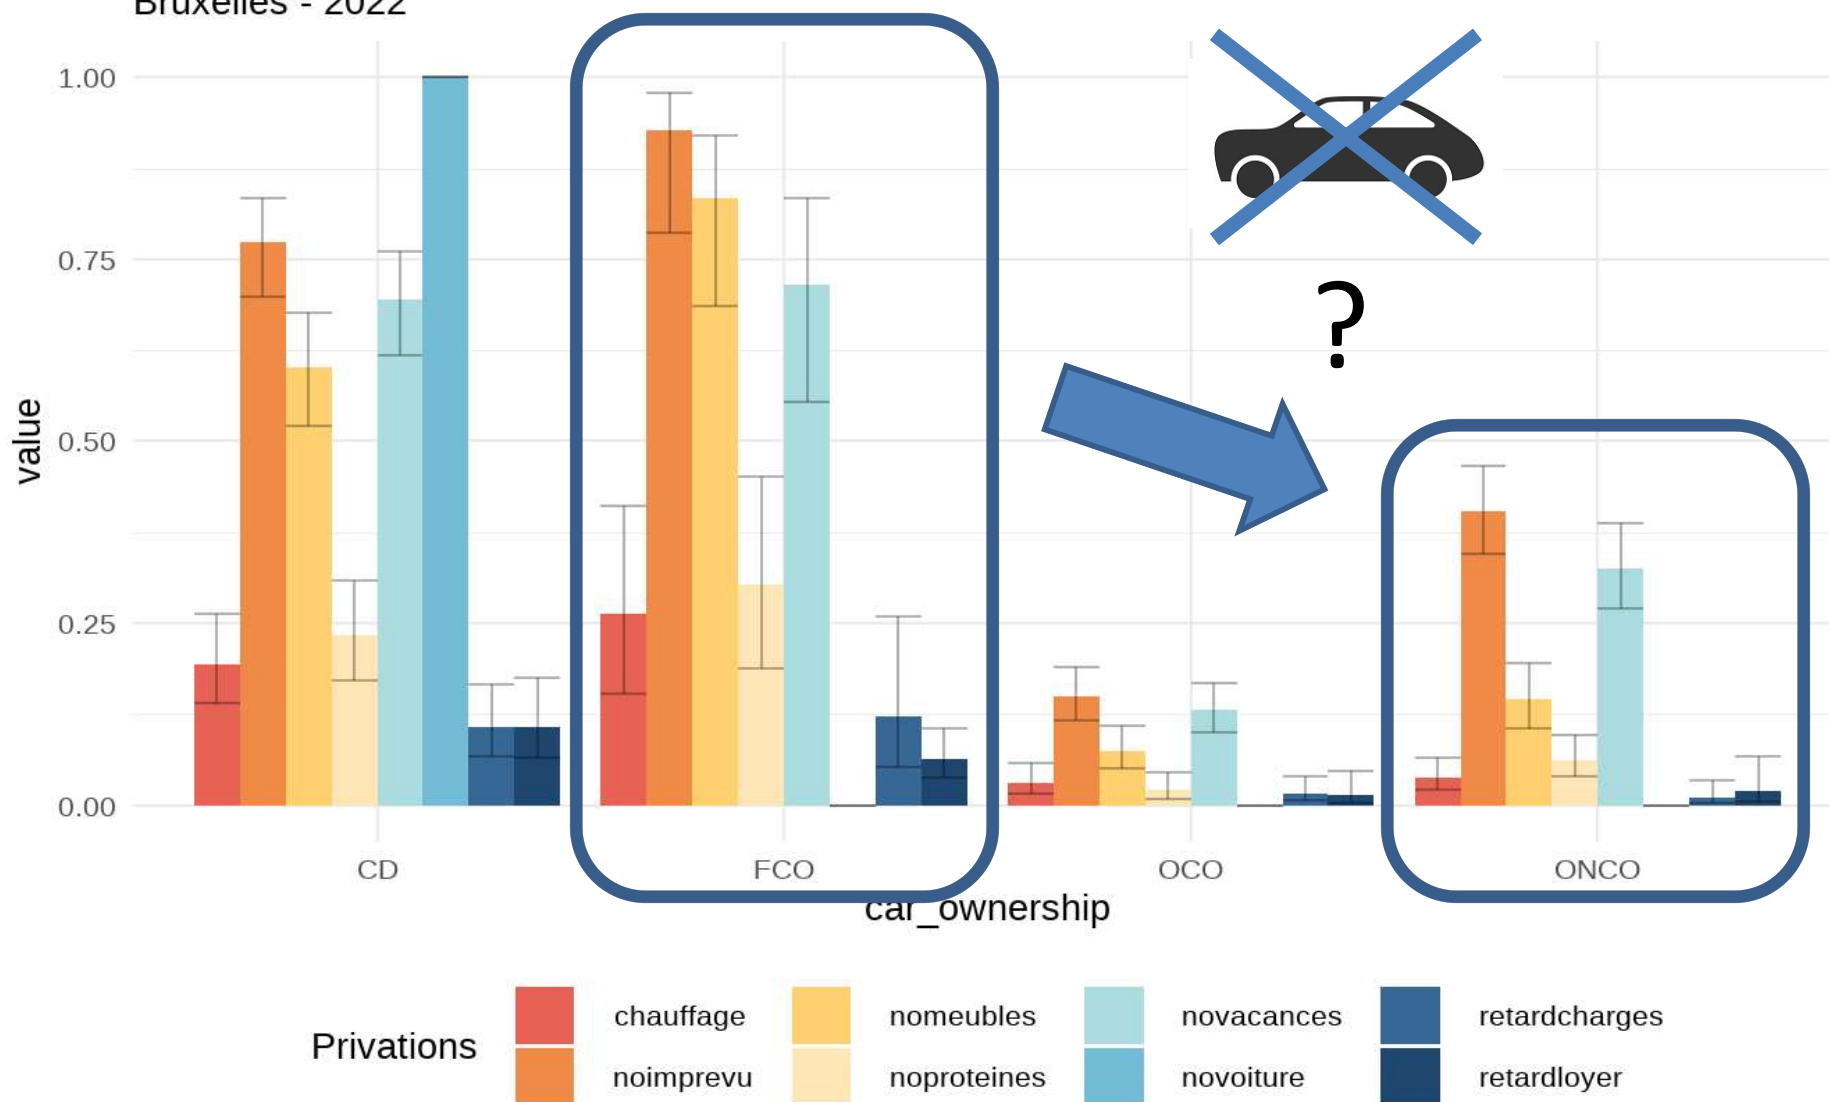 Bruxelles - 2022
1.00
0.75
0.50
0.25
0.00
value
?
CD FCO OCO ONCO
car_ownership
Privations
chauffage nomeubles novacances retardcharges
noimprevu noproteines novoiture retardloyer